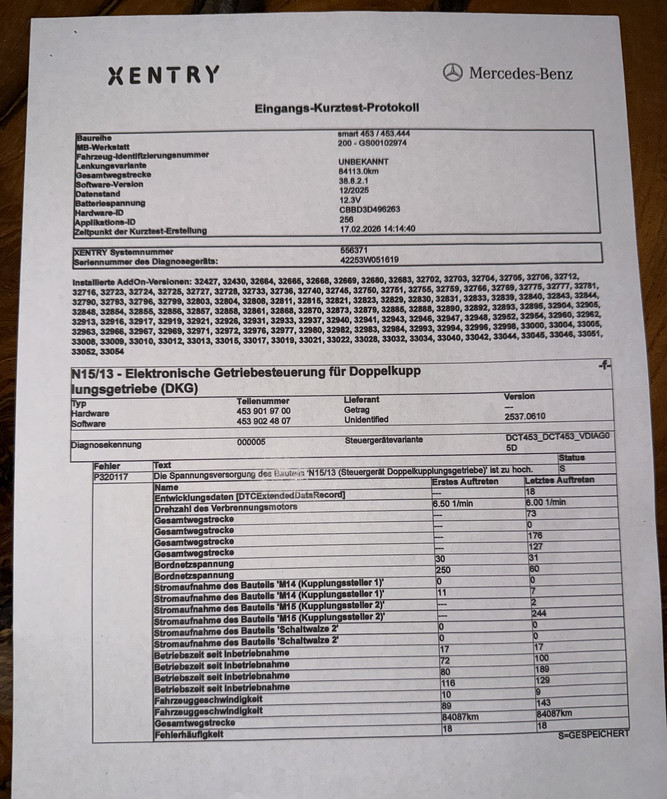 XENTRY
Mercedes-Benz
Eingangs-Kurztest-Protokoll
Baureihe smart 453 / 453.444
MB-Werkstatt 200 - GS00102974
Fahrzeug-Identifizierungsnummer
Lenkungsvariante UNBEKANNT
Gesamtwegstrecke 84113.0km
Software-Version 38.8.2.1
Datenstand 12/2025
Batteriespannung 12.3V
Hardware-ID CBBD3D496263
Applikations-ID 256
Zeitpunkt der Kurztest-Erstellung 17.02.2026 14:14:40
XENTRY Systemnummer 556371
Seriennummer des Diagnosegeräts: 42253W051619
Installierte AddOn-Versionen: 32427, 32430, 32664, 32665, 32668, 32669, 32680, 32683, 32702, 32703, 32704, 32705, 32706, 32712,
32716, 32723, 32724, 32725, 32727, 32728, 32733, 32736, 32740, 32745, 32750, 32751, 32755, 32759, 32766, 32769, 32775, 32777, 32781,
32790, 32793, 32796, 32799, 32803, 32804, 32808, 32811, 32815, 32821, 32823, 32829, 32830, 32831, 32833, 32839, 32840, 32843, 32844,
32848, 32854, 32855, 32856, 32857, 32858, 32861, 32868, 32870, 32873, 32879, 32885, 32888, 32890, 32892, 32893, 32895, 32904, 32905,
32913, 32916, 32917, 32919, 32921, 32926, 32931, 32933, 32937, 32940, 32941, 32943, 32946, 32947, 32948, 32952, 32954, 32960, 32962,
32963, 32966, 32967, 32969, 32971, 32972, 32976, 32977, 32980, 32982, 32983, 32984, 32993, 32994, 32996, 32998, 33000, 33004, 33005,
33008, 33009, 33010, 33012, 33013, 33015, 33017, 33019, 33021, 33022, 33028, 33032, 33034, 33040, 33042, 33044, 33045, 33046, 33051,
33052, 33054
N15/13 - Elektronische Getriebesteuerung für Doppelkupp -f-
lungsgetriebe (DKG)
Typ Teilenummer Lieferant Version
Hardware 453 901 97 00 Getrag ---
Software 453 902 48 07 Unidentified 2537.0610
Diagnosekennung 000005 Steuergerätevariante DCT453_DCT453_VDIAG0
5D
Fehler Text Status
P320117 Die Spannungsversorgung des Bauteils 'N15/13 (Steuergerät Doppelkupplungsgetriebe)' ist zu hoch. S
Name Erstes Auftreten Letztes Auftreten
Entwicklungsdaten [DTCExtendedDataRecord] --- 18
Drehzahl des Verbrennungsmotors 6.50 1/min 6.00 1/min
Gesamtwegstrecke --- 73
Gesamtwegstrecke --- 0
Gesamtwegstrecke --- 176
Gesamtwegstrecke --- 127
Bordnetzspannung 30 31
Bordnetzspannung 250 60
Stromaufnahme des Bauteils 'M14 (Kupplungssteller 1)' 0 0
Stromaufnahme des Bauteils 'M14 (Kupplungssteller 1)' 11 7
Stromaufnahme des Bauteils 'M15 (Kupplungssteller 2)' --- 2
Stromaufnahme des Bauteils 'M15 (Kupplungssteller 2)' --- 244
Stromaufnahme des Bauteils 'Schaltwalze 2' 0 0
Stromaufnahme des Bauteils 'Schaltwalze 2' 0 0
Betriebszeit seit Inbetriebnahme 17 17
Betriebszeit seit Inbetriebnahme 72 100
Betriebszeit seit Inbetriebnahme 80 189
Betriebszeit seit Inbetriebnahme 116 129
Fahrzeuggeschwindigkeit 10 9
Fahrzeuggeschwindigkeit 89 143
Gesamtwegstrecke 84087km 84087km
Fehlerhäufigkeit 18 18
S=GESPEICHERT